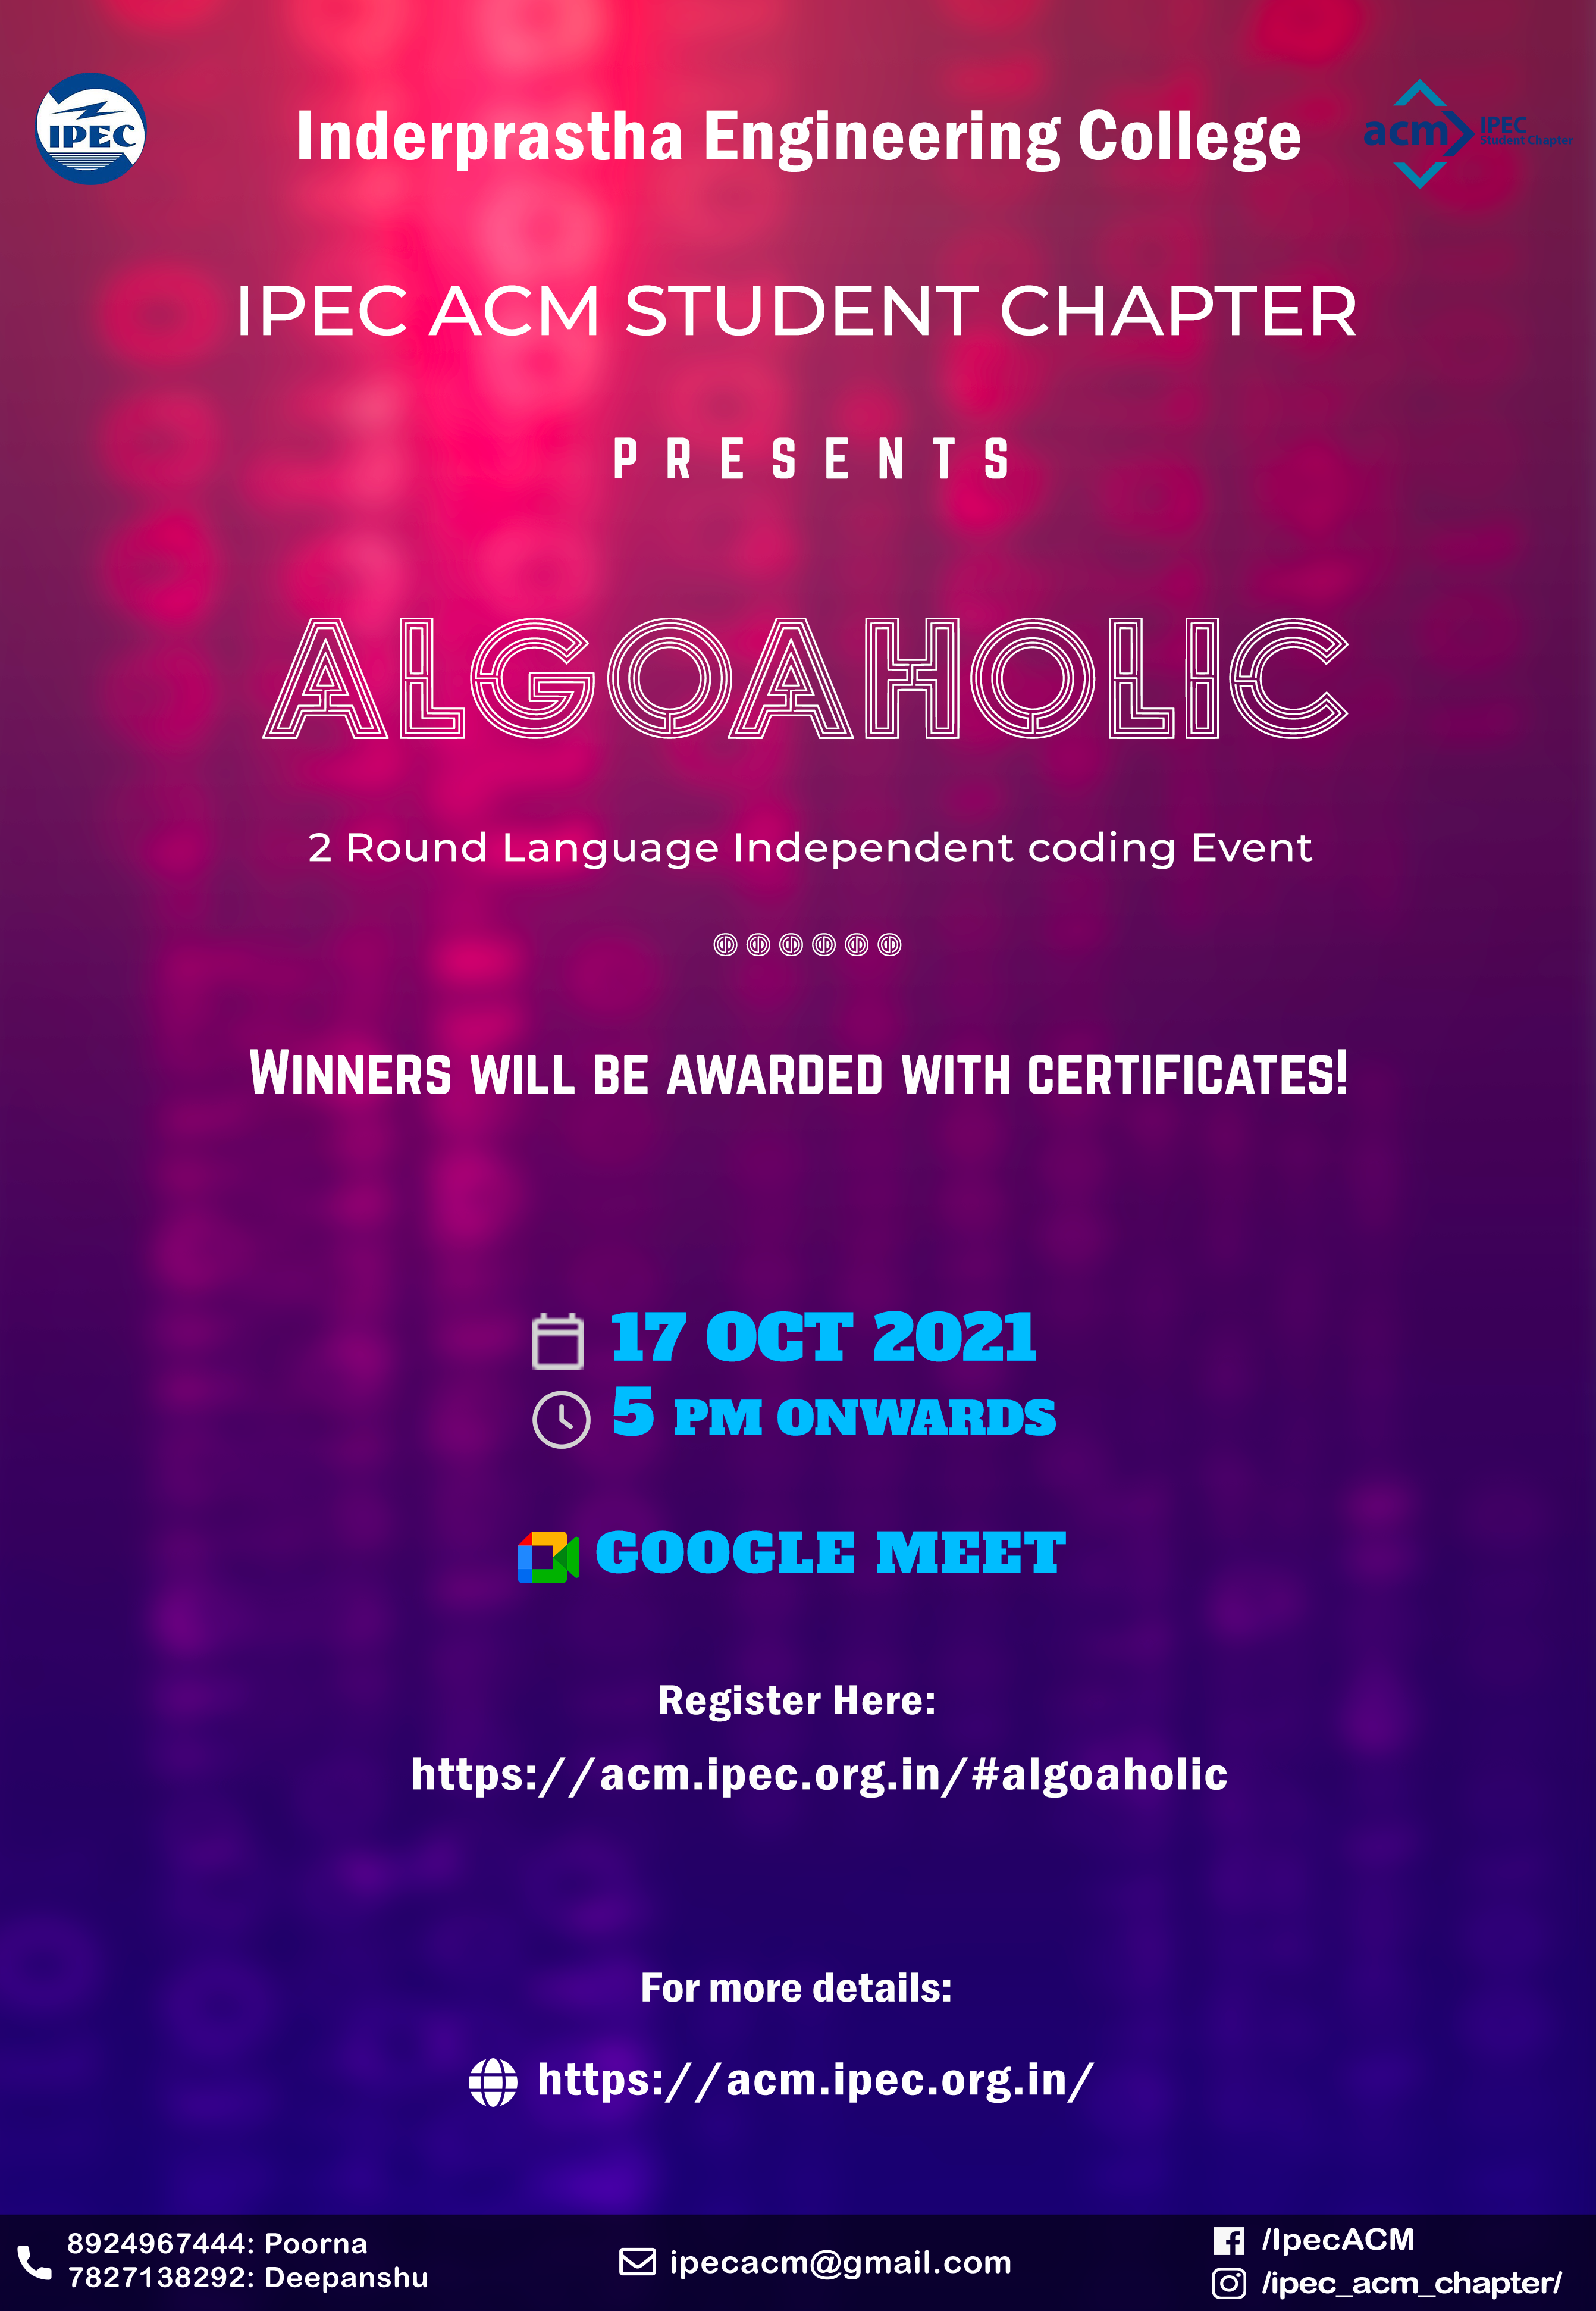 IPEC
Inderprastha Engineering College
acm IPEC
Student Chapter
IPEC ACM STUDENT CHAPTER
PRESENTS
ALGOAHOLIC
2 Round Language Independent coding Event
Winners will be awarded with certificates!
17 OCT 2021
5 PM ONWARDS
GOOGLE MEET
Register Here:
https://acm.ipec.org.in/#algoaholic
For more details:
https://acm.ipec.org.in/
8924967444: Poorna
7827138292: Deepanshu
ipecacm@gmail.com
/IpecACM
/ipec_acm_chapter/